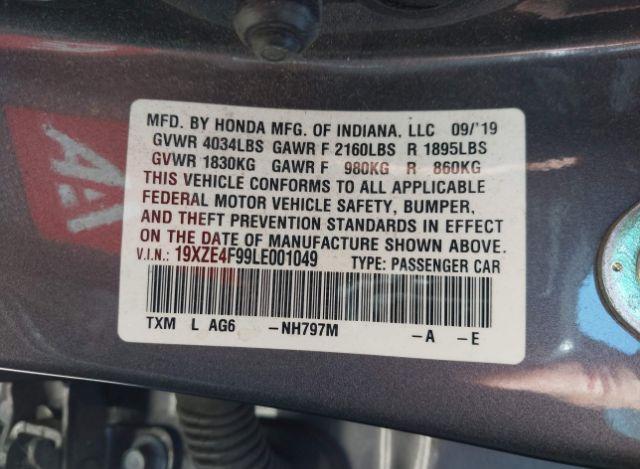 MFD. BY HONDA MFG. OF INDIANA, LLC 09/'19
GVWR 4034LBS GAWR F 2160LBS R 1895LBS
GVWR 1830KG GAWR F 980KG R 860KG
THIS VEHICLE CONFORMS TO ALL APPLICABLE
FEDERAL MOTOR VEHICLE SAFETY, BUMPER,
AND THEFT PREVENTION STANDARDS IN EFFECT
ON THE DATE OF MANUFACTURE SHOWN ABOVE.
V.I.N.: 19XZE4F99LE001049 TYPE: PASSENGER CAR
TXM L AG6 -NH797M -A -E